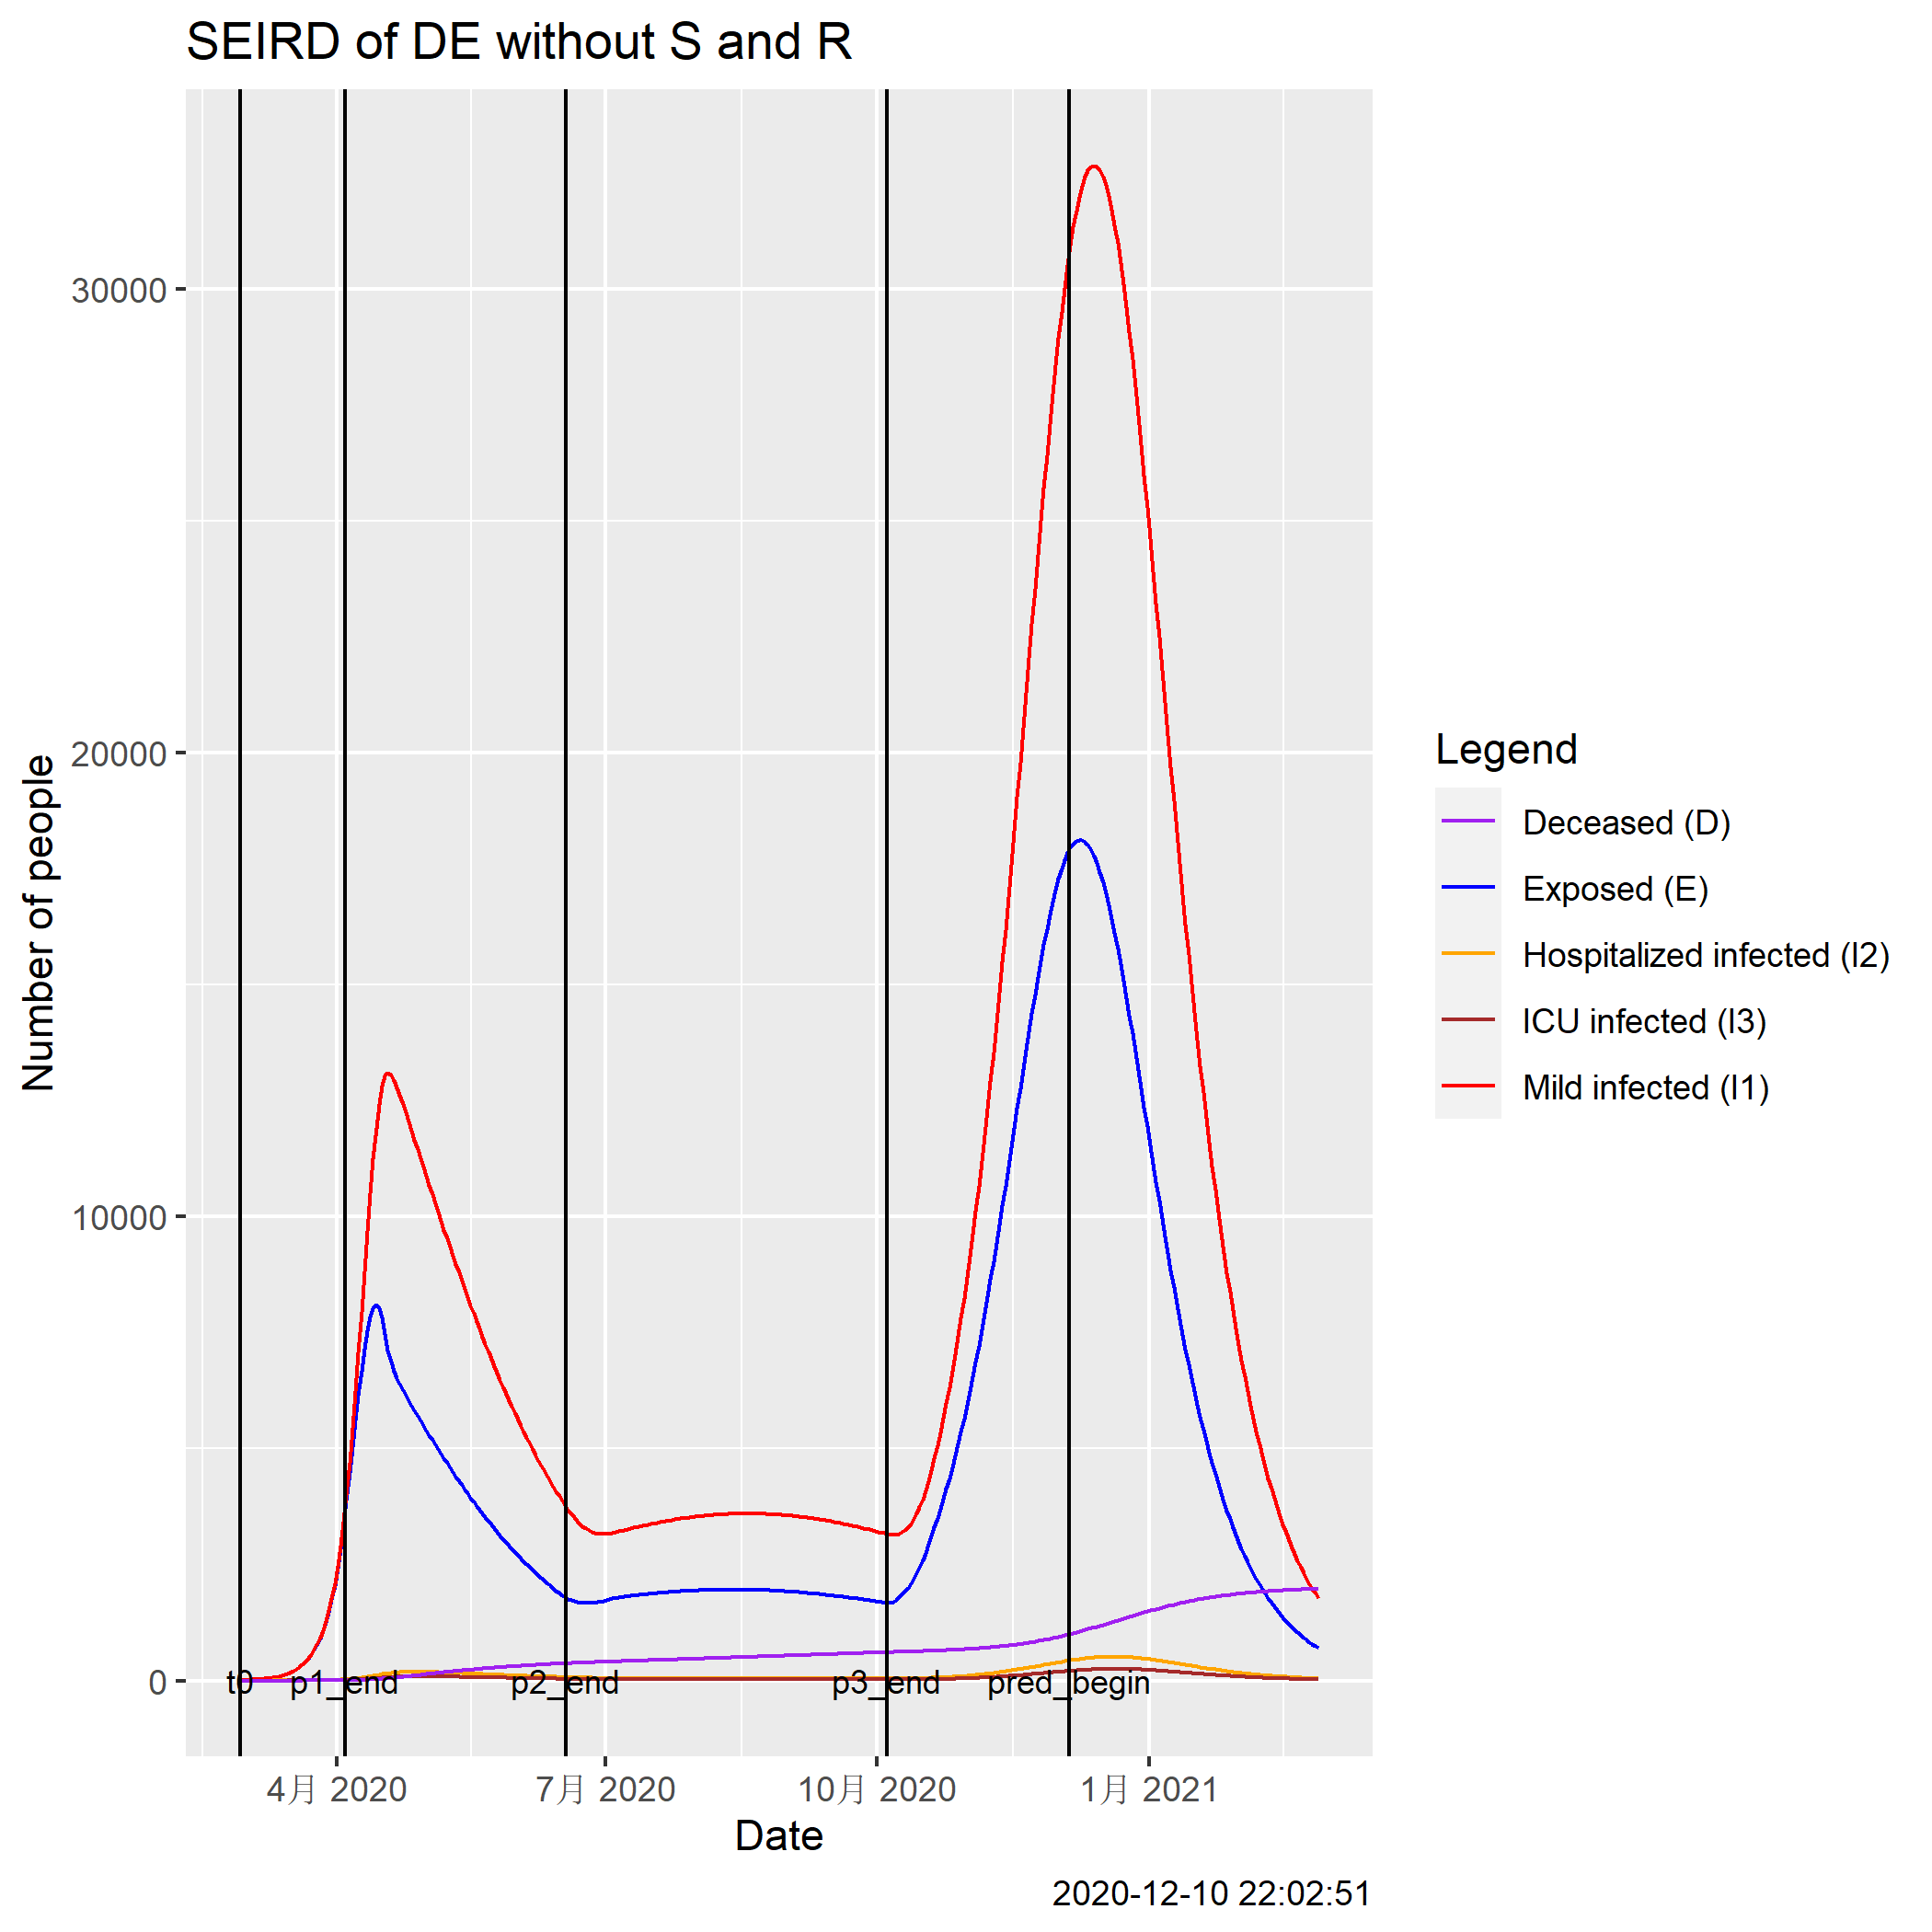 SEIRD of DE without S and R
Number of people
30000
20000
10000
0
t0
p1_end
p2_end
p3_end
pred_begin
4月 2020
7月 2020
10月 2020
1月 2021
Date
Legend
Deceased (D)
Exposed (E)
Hospitalized infected (I2)
ICU infected (I3)
Mild infected (I1)
2020-12-10 22:02:51